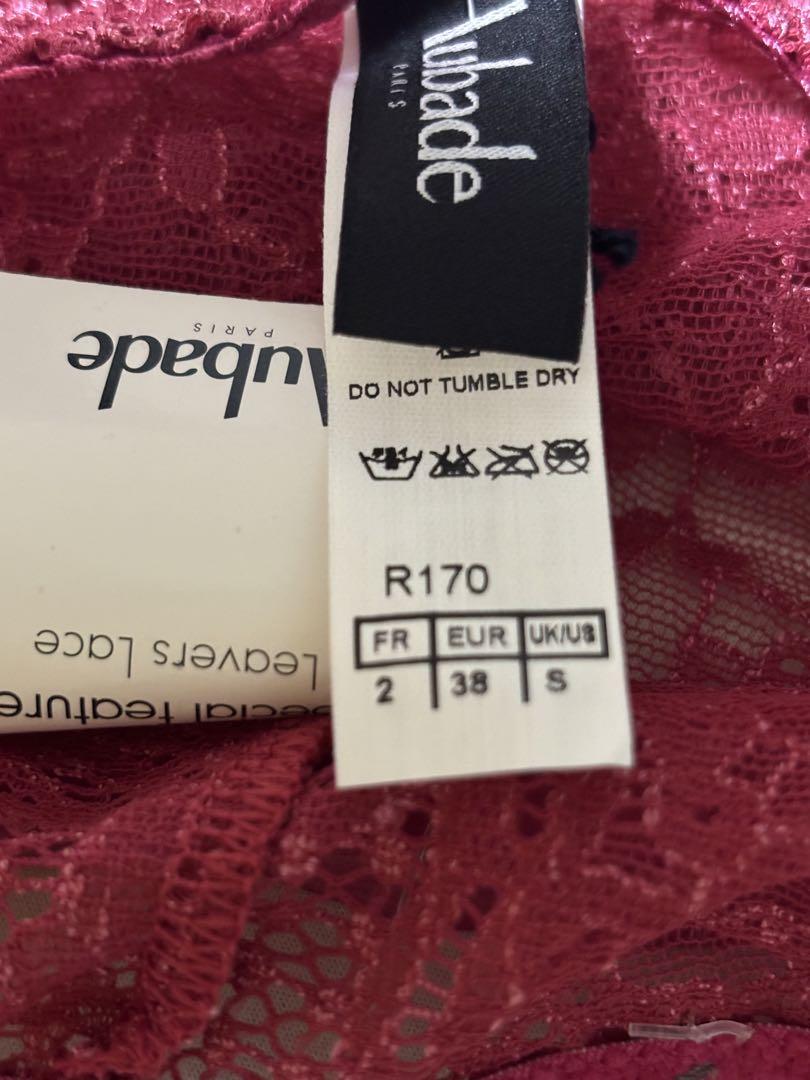 Aubade
PARIS
DO NOT TUMBLE DRY
R170
FR EUR UK/US
2 38 S
Aubade
PARIS
Leavers Lace